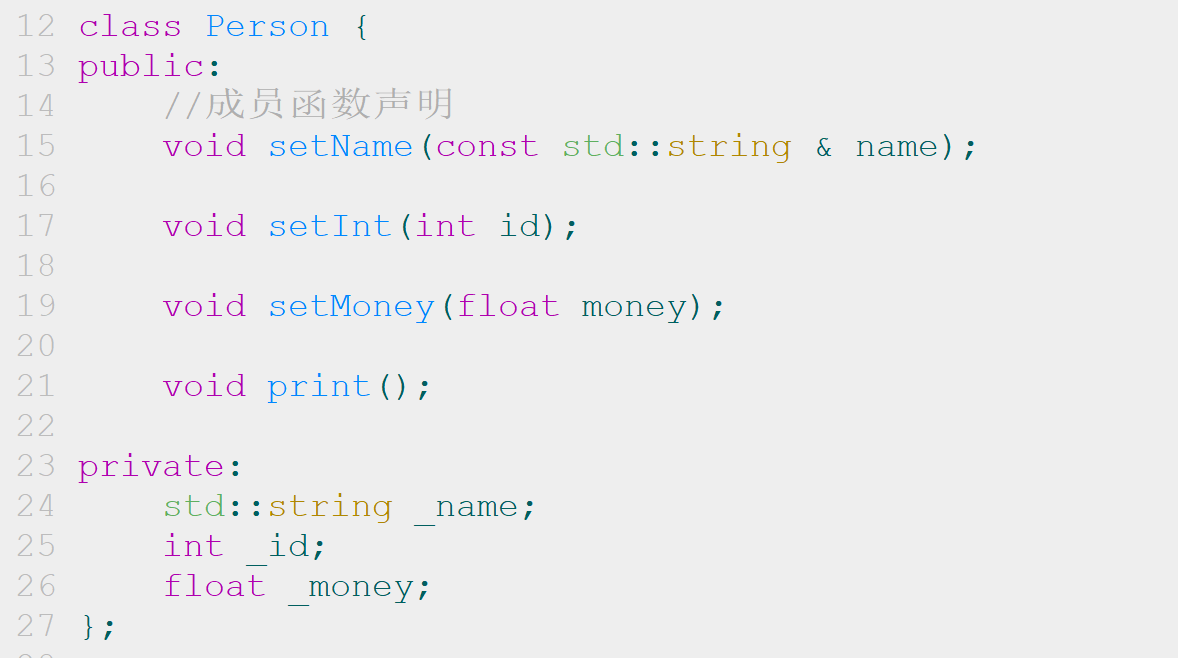 12 class Person {
13 public:
14     //成员函数声明
15     void setName(const std::string & name);
16
17     void setInt(int id);
18
19     void setMoney(float money);
20
21     void print();
22
23 private:
24     std::string _name;
25     int _id;
26     float _money;
27 };